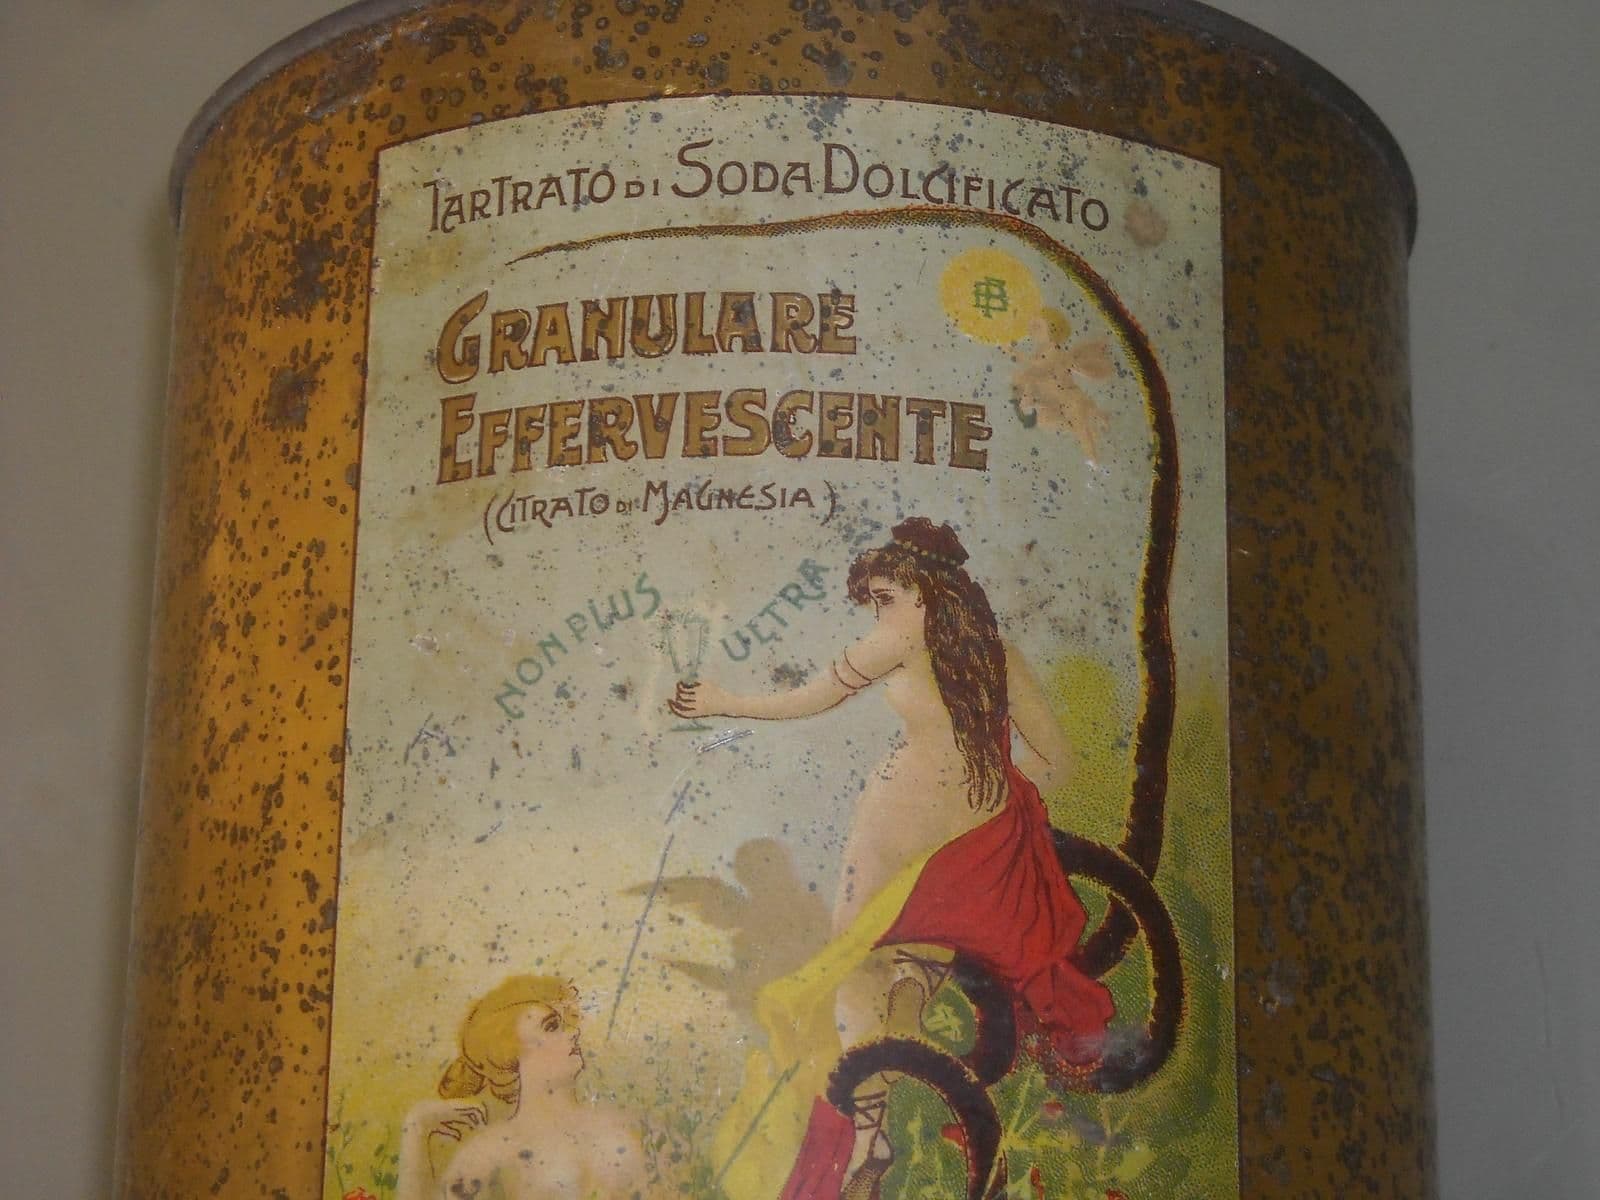 TARTRATO DI SODA DOLCIFICATO
GRANULARE
EFFERVESCENTE
(CITRATO DI MAGNESIA)
NON PLUS ULTRA